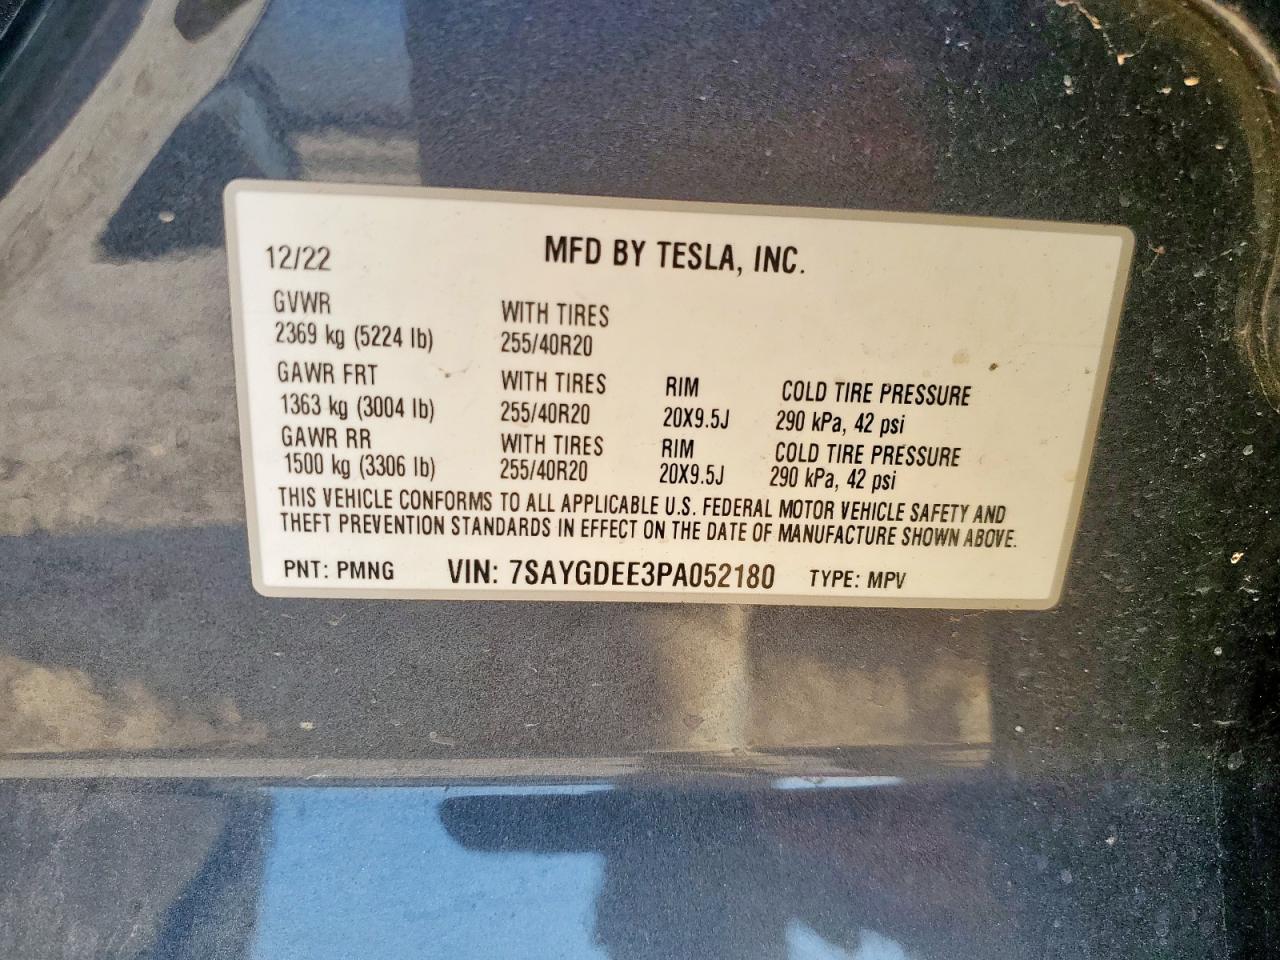 12/22 MFD BY TESLA, INC.
GVWR WITH TIRES
2369 kg (5224 lb) 255/40R20
GAWR FRT WITH TIRES RIM COLD TIRE PRESSURE
1363 kg (3004 lb) 255/40R20 20X9.5J 290 kPa, 42 psi
GAWR RR WITH TIRES RIM COLD TIRE PRESSURE
1500 kg (3306 lb) 255/40R20 20X9.5J 290 kPa, 42 psi
THIS VEHICLE CONFORMS TO ALL APPLICABLE U.S. FEDERAL MOTOR VEHICLE SAFETY AND
THEFT PREVENTION STANDARDS IN EFFECT ON THE DATE OF MANUFACTURE SHOWN ABOVE.
PNT: PMNG VIN: 7SAYGDEE3PA052180 TYPE: MPV